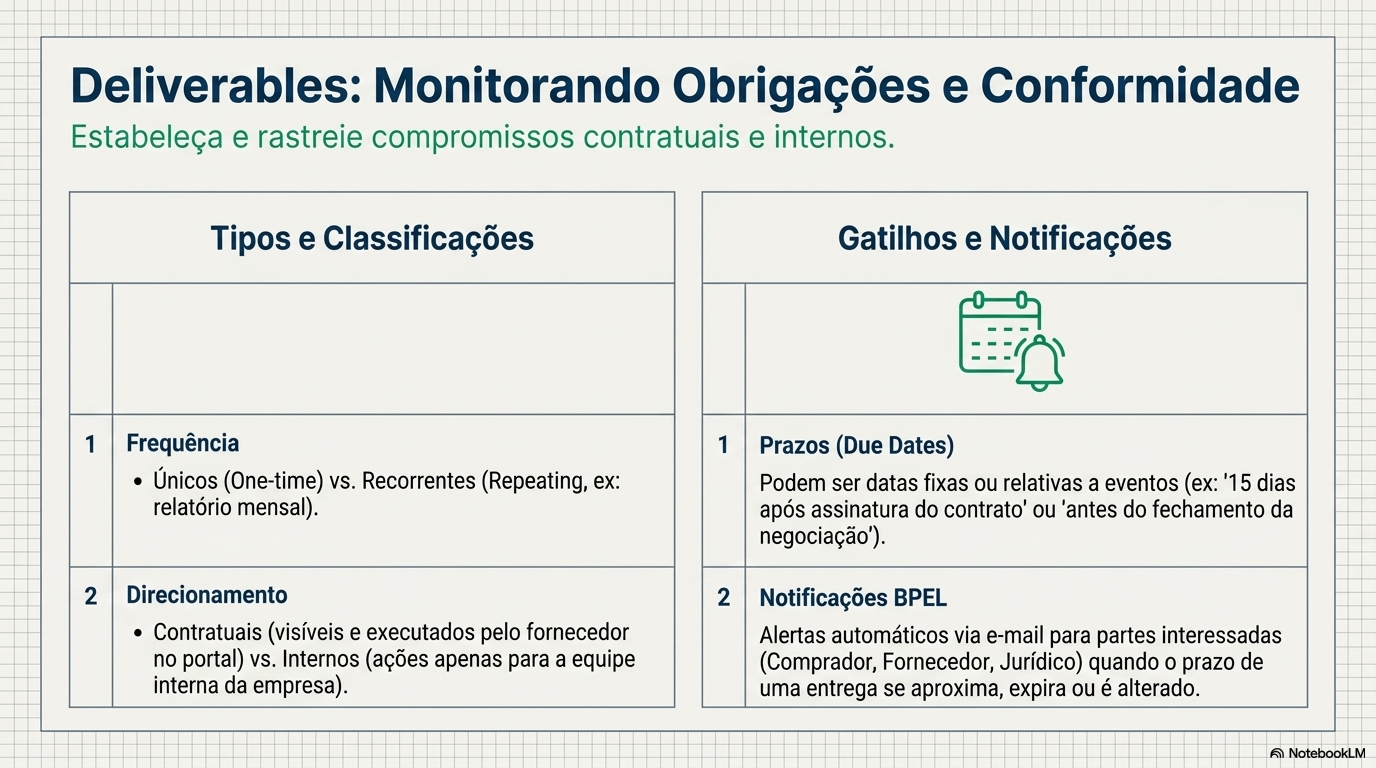 Deliverables: Monitorando Obrigações e Conformidade
Estabeleça e rastreie compromissos contratuais e internos.
Tipos e Classificações
1
Frequência
• Únicos (One-time) vs. Recorrentes (Repeating, ex:
relatório mensal).
2
Direcionamento
• Contratuais (visíveis e executados pelo fornecedor
no portal) vs. Internos (ações apenas para a equipe
interna da empresa).
Gatilhos e Notificações
1
Prazos (Due Dates)
Podem ser datas fixas ou relativas a eventos (ex: '15 dias
após assinatura do contrato' ou 'antes do fechamento da
negociação').
2
Notificações BPEL
Alertas automáticos via e-mail para partes interessadas
(Comprador, Fornecedor, Jurídico) quando o prazo de
uma entrega se aproxima, expira ou é alterado.
NotebookLM